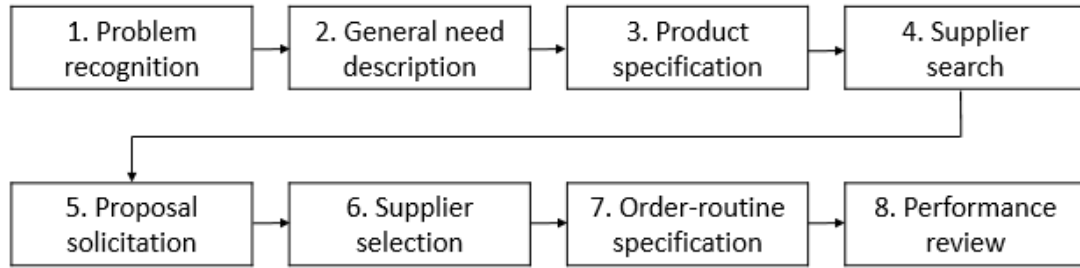 1. Problem
recognition
2. General need
description
3. Product
specification
4. Supplier
search
5. Proposal
solicitation
6. Supplier
selection
7. Order-routine
specification
8. Performance
review